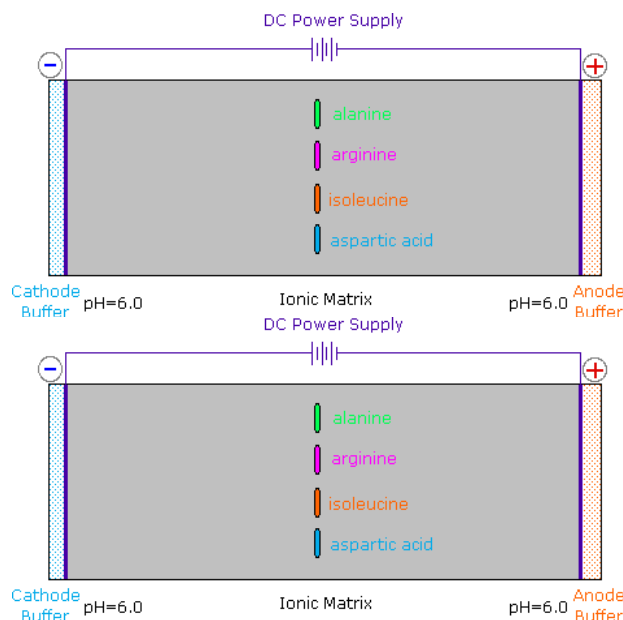 DC Power Supply
−
+
alanine
arginine
isoleucine
aspartic acid
Cathode
Buffer
pH=6.0
Ionic Matrix
pH=6.0
Anode
Buffer
DC Power Supply
−
+
alanine
arginine
isoleucine
aspartic acid
Cathode
Buffer
pH=6.0
Ionic Matrix
pH=6.0
Anode
Buffer